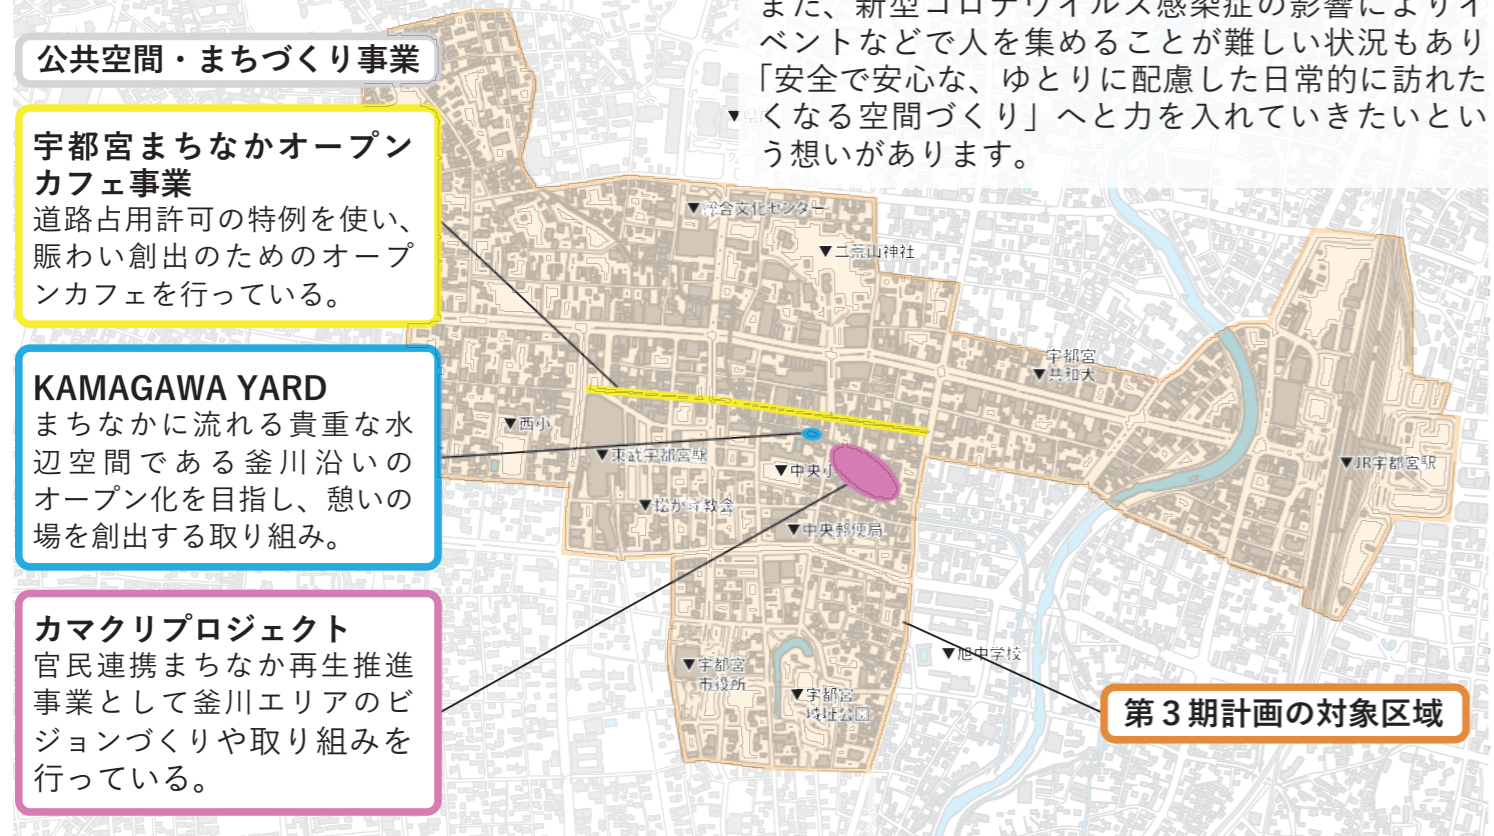 また、新型コロナウイルス感染症の影響によりイ
ベントなどで人を集めることが難しい状況もあり
「安全で安心な、ゆとりに配慮した日常的に訪れた
くなる空間づくり」へと力を入れていきたいとい
う想いがあります。
公共空間・まちづくり事業
宇都宮まちなかオープン
カフェ事業
道路占用許可の特例を使い、
賑わい創出のためのオープ
ンカフェを行っている。
KAMAGAWA YARD
まちなかに流れる貴重な水
辺空間である釜川沿いの
オープン化を目指し、憩いの
場を創出する取り組み。
カマクリプロジェクト
官民連携まちなか再生推進
事業として釜川エリアのビ
ジョンづくりや取り組みを
行っている。
▼総合文化センター
▼二荒山神社
宇都宮
▼共和大
▼西小
▼東武宇都宮駅
▼中央小
▼JR宇都宮駅
▼松が峰教会
▼中央郵便局
▼旭中学校
▼宇都宮
市役所
▼宇都宮
城址公園
第3期計画の対象区域